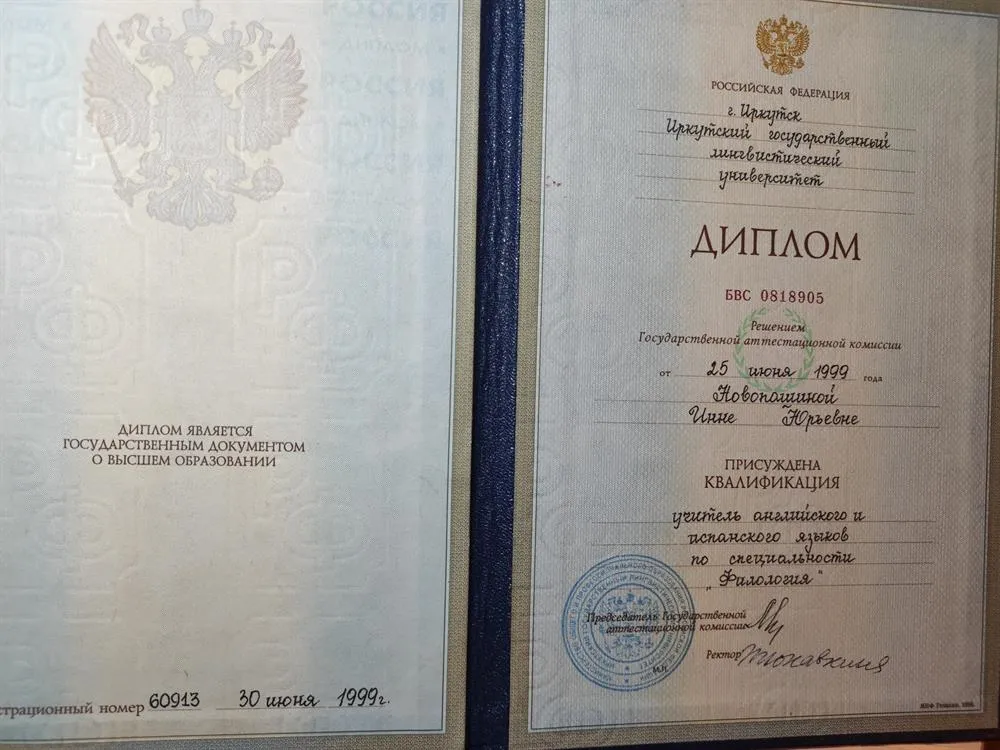 ДИПЛОМ ЯВЛЯЕТСЯ
ГОСУДАРСТВЕННЫМ ДОКУМЕНТОМ
О ВЫСШЕМ ОБРАЗОВАНИИ
страционный номер 60913 30 июня 1999г.
РОССИЙСКАЯ ФЕДЕРАЦИЯ
г. Иркутск
Иркутский государственный
лингвистический
университет
ДИПЛОМ
БВС 0818905
Решением
Государственной аттестационной комиссии
от 25 июня 1999 года
Новопашиной
Инне Юрьевне
ПРИСУЖДЕНА
КВАЛИФИКАЦИЯ
учитель английского и
испанского языков
по специальности
"Филология"
Председатель Государственной
аттестационной комиссии
Ректор
М.П.